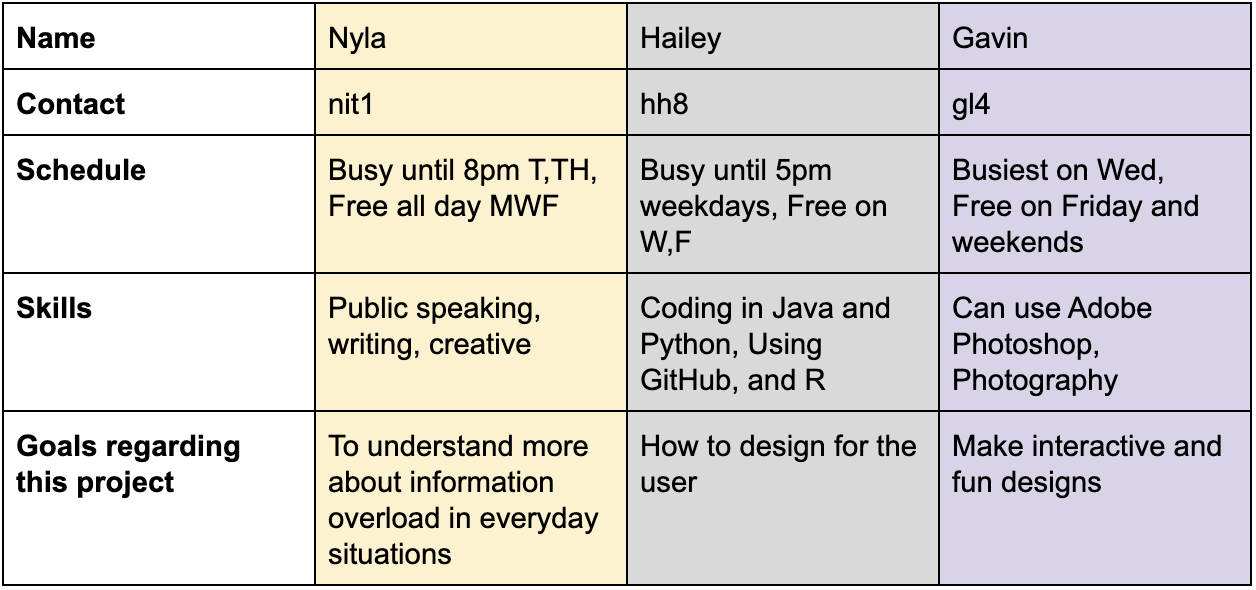 Name
Nyla
Hailey
Gavin
Contact
nit1
hh8
gl4
Schedule
Busy until 8pm T,TH,
Free all day MWF
Busy until 5pm
weekdays, Free on
W,F
Busiest on Wed,
Free on Friday and
weekends
Skills
Public speaking,
writing, creative
Coding in Java and
Python, Using
GitHub, and R
Can use Adobe
Photoshop,
Photography
Goals regarding
this project
To understand more
about information
overload in everyday
situations
How to design for the
user
Make interactive and
fun designs